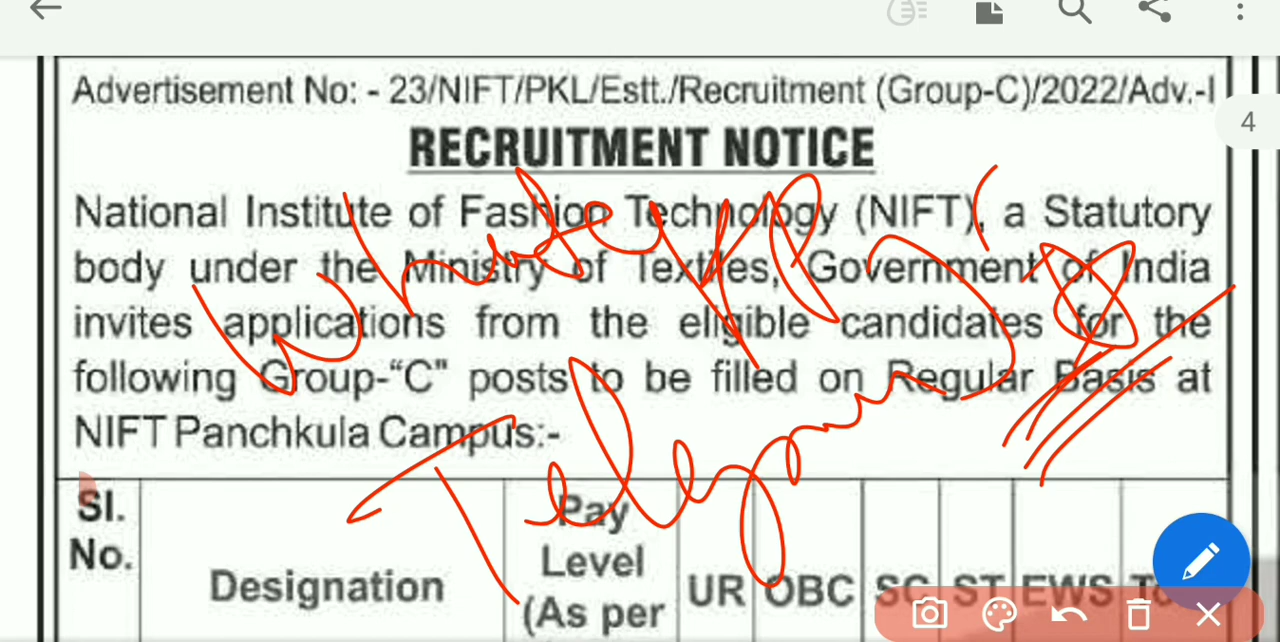 4
Advertisement No: - 23/NIFT/PKL/Estt./Recruitment (Group-C)/2022/Adv.-I
RECRUITMENT NOTICE
National Institute of Fashion Technology (NIFT), a Statutory
body under the Ministry of Textiles, Government of India
invites applications from the eligible candidates for the
following Group-“C” posts to be filled on Regular Basis at
NIFT Panchkula Campus:-
Sl. No.
Designation
Pay Level (As per
UR OBC SC ST EWS
Telegram